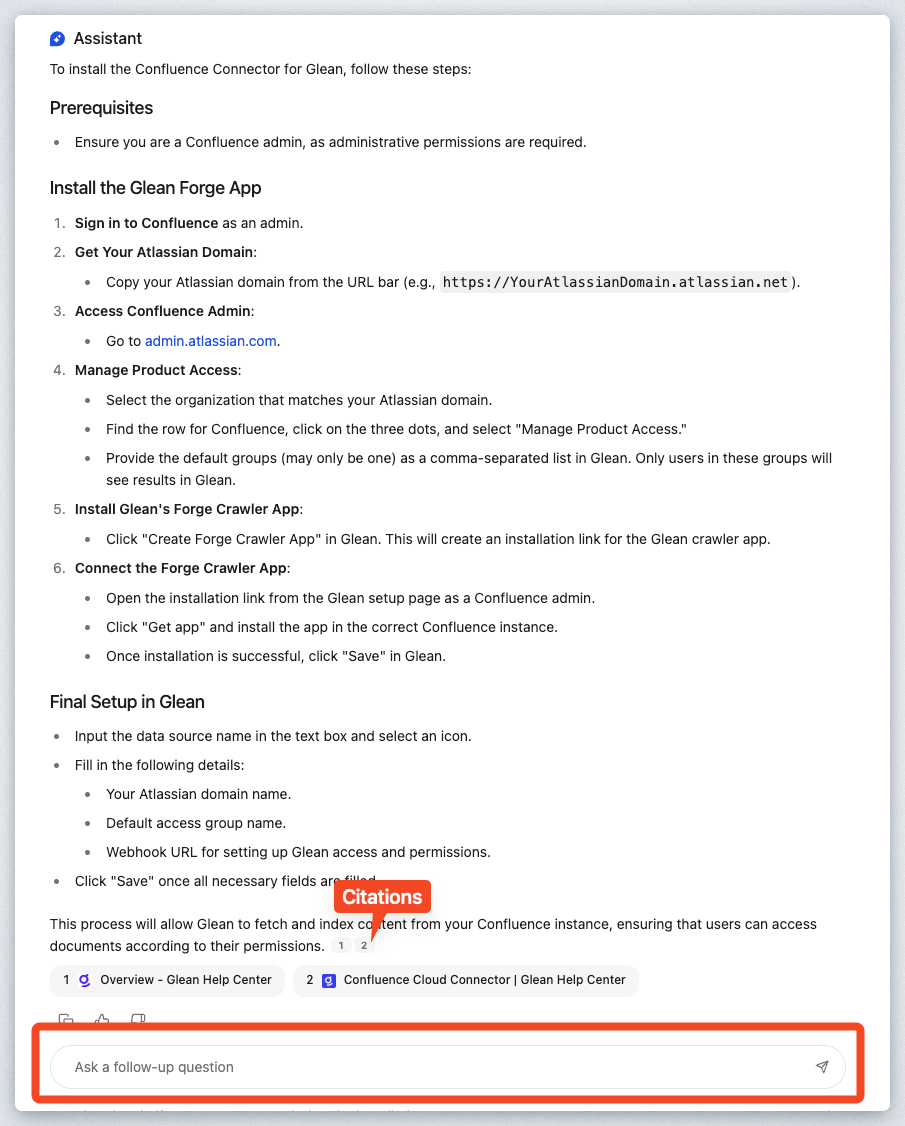 Assistant
To install the Confluence Connector for Glean, follow these steps:
Prerequisites
Ensure you are a Confluence admin, as administrative permissions are required.
Install the Glean Forge App
1. Sign in to Confluence as an admin.
2. Get Your Atlassian Domain:
Copy your Atlassian domain from the URL bar (e.g., https://YourAtlassianDomain.atlassian.net).
3. Access Confluence Admin:
Go to admin.atlassian.com.
4. Manage Product Access:
Select the organization that matches your Atlassian domain.
Find the row for Confluence, click on the three dots, and select "Manage Product Access."
Provide the default groups (may only be one) as a comma-separated list in Glean. Only users in these groups will
see results in Glean.
5. Install Glean's Forge Crawler App:
Click "Create Forge Crawler App" in Glean. This will create an installation link for the Glean crawler app.
6. Connect the Forge Crawler App:
Open the installation link from the Glean setup page as a Confluence admin.
Click "Get app" and install the app in the correct Confluence instance.
Once installation is successful, click "Save" in Glean.
Final Setup in Glean
Input the data source name in the text box and select an icon.
Fill in the following details:
Your Atlassian domain name.
Default access group name.
Webhook URL for setting up Glean access and permissions.
Click "Save" once all necessary fields are filled.
Citations
This process will allow Glean to fetch and index content from your Confluence instance, ensuring that users can access
documents according to their permissions. 1 2
1 Overview - Glean Help Center
2 Confluence Cloud Connector | Glean Help Center
Ask a follow-up question